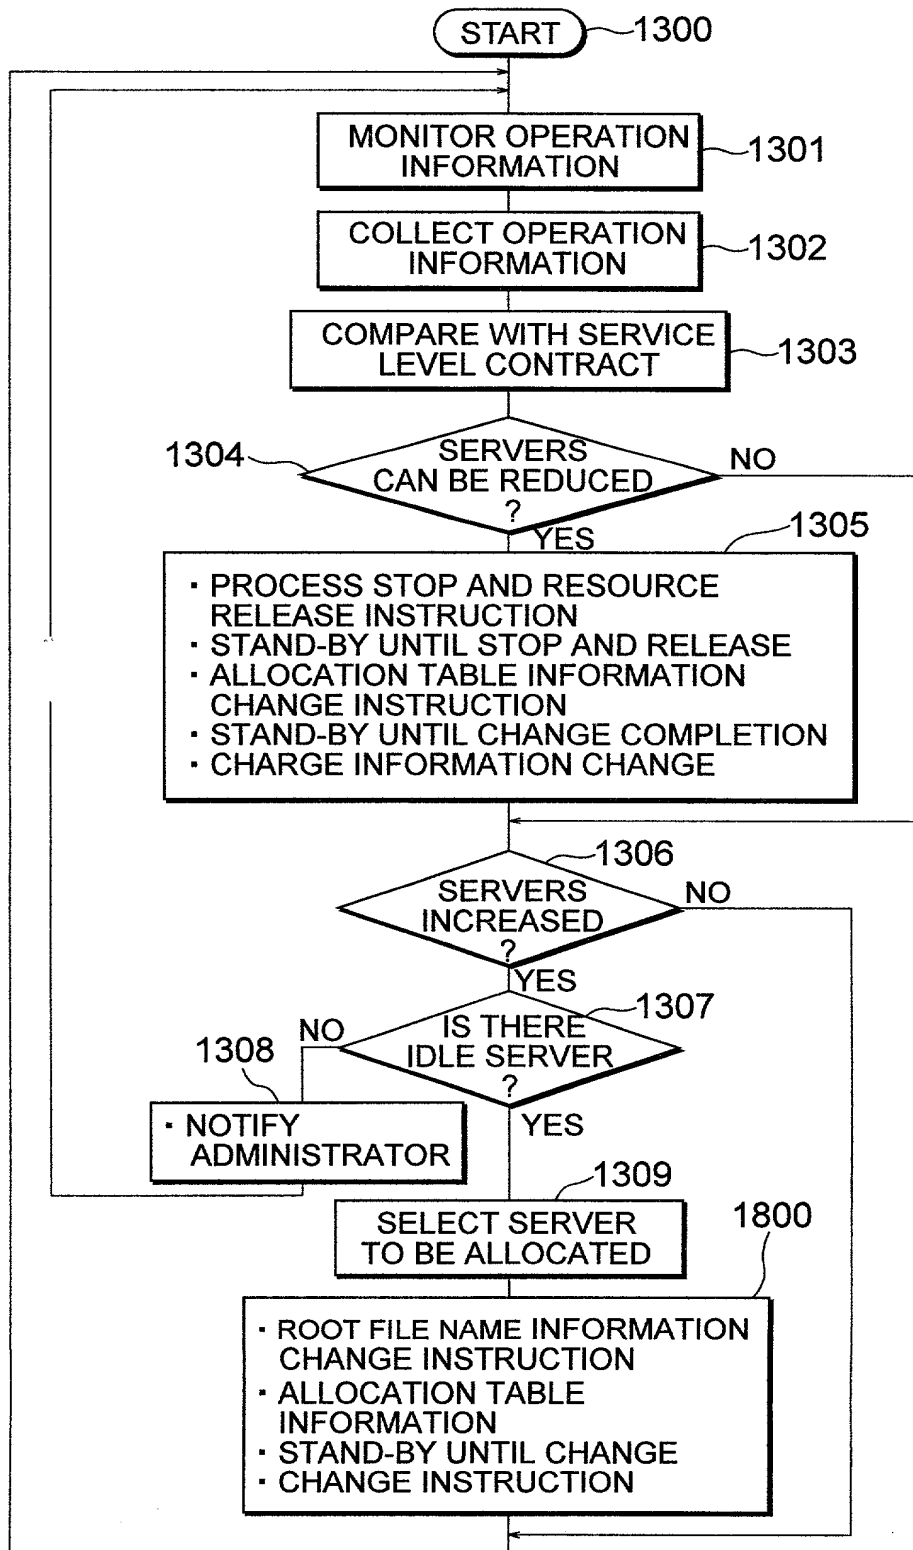 START
1300
MONITOR OPERATION
INFORMATION
1301
COLLECT OPERATION
INFORMATION
1302
COMPARE WITH SERVICE
LEVEL CONTRACT
1303
1304
SERVERS
CAN BE REDUCED
?
NO
YES
1305
・PROCESS STOP AND RESOURCE
RELEASE INSTRUCTION
・STAND-BY UNTIL STOP AND RELEASE
・ALLOCATION TABLE INFORMATION
CHANGE INSTRUCTION
・STAND-BY UNTIL CHANGE COMPLETION
・CHARGE INFORMATION CHANGE
1306
SERVERS
INCREASED
?
NO
YES
1307
IS THERE
IDLE SERVER
?
NO
YES
1308
・NOTIFY
ADMINISTRATOR
1309
SELECT SERVER
TO BE ALLOCATED
1800
・ROOT FILE NAME INFORMATION
CHANGE INSTRUCTION
・ALLOCATION TABLE
INFORMATION
・STAND-BY UNTIL CHANGE
・CHANGE INSTRUCTION